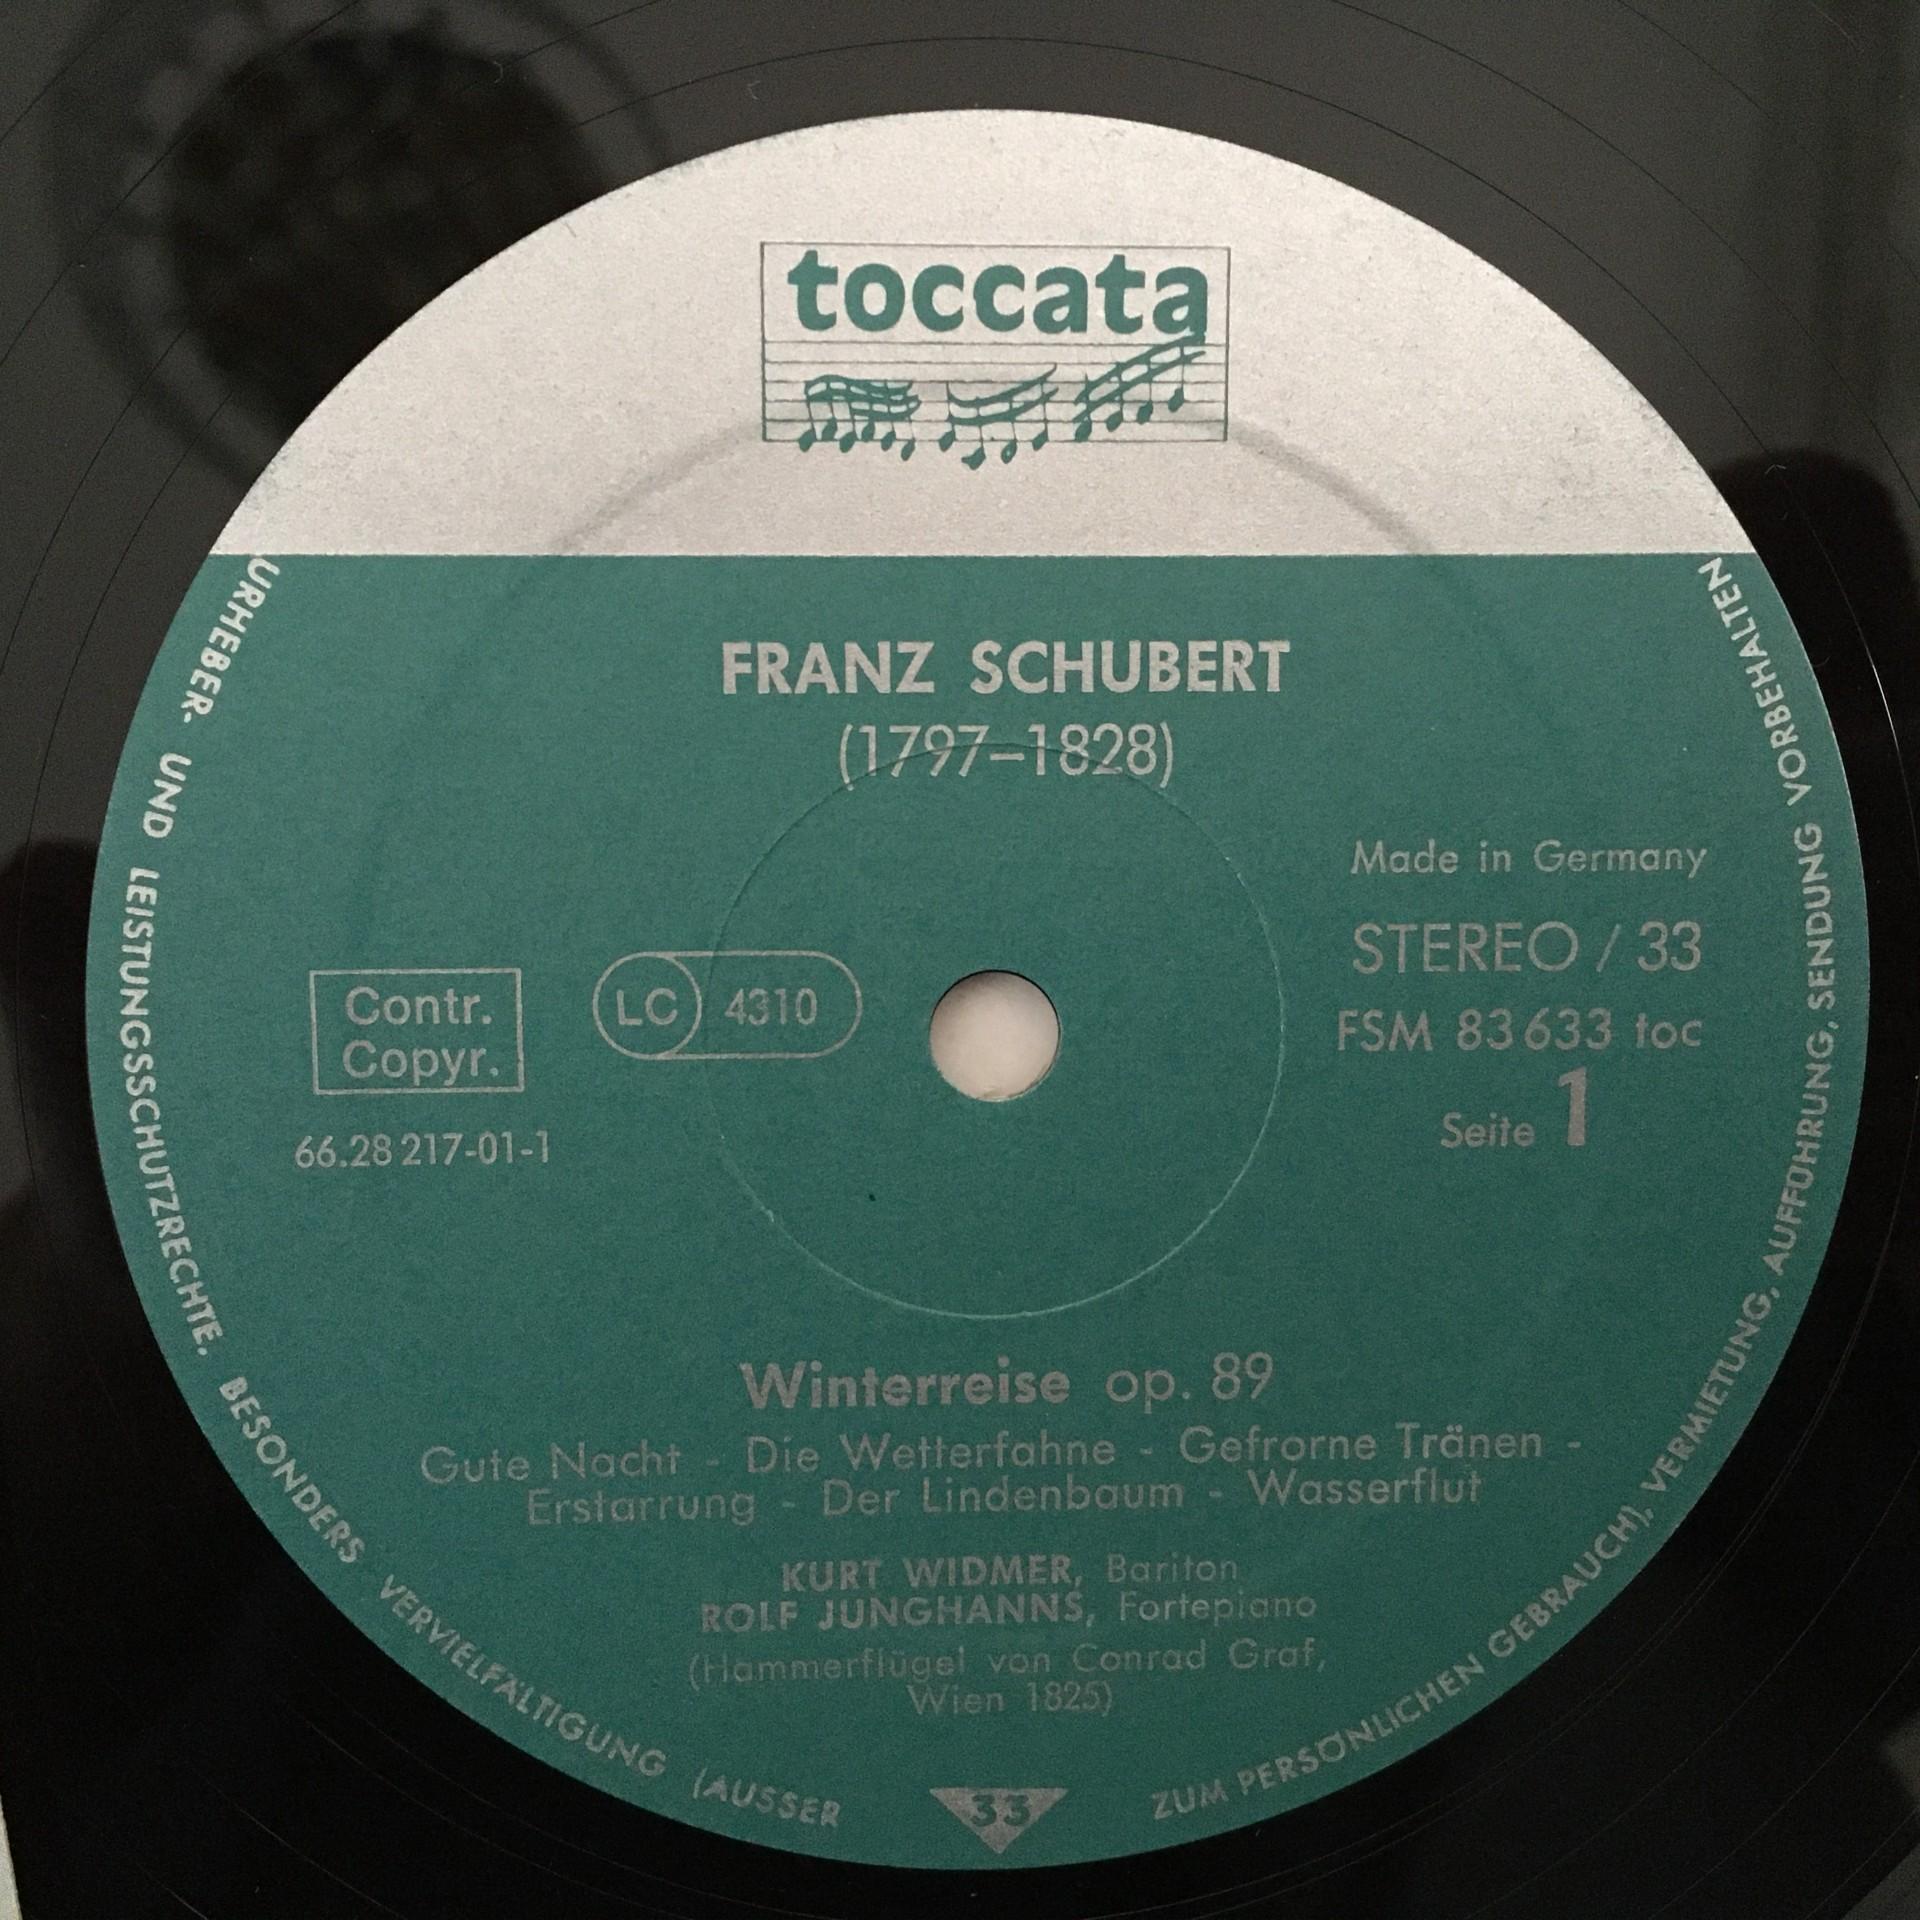 toccata
FRANZ SCHUBERT
(1797–1828)
Made in Germany
STEREO / 33
FSM 83 633 toc
Seite 1
Contr.
Copyr.
LC 4310
66.28 217-01-1
Winterreise op. 89
Gute Nacht - Die Wetterfahne - Gefrorne Tränen -
Erstarrung - Der Lindenbaum - Wasserflut
KURT WIDMER, Bariton
ROLF JUNGHANNS, Fortepiano
(Hammerflügel von Conrad Graf,
Wien 1825)
URHEBER- UND LEISTUNGSSCHUTZRECHTE. BESONDERS VERVIELFÄLTIGUNG (AUSSER ZUM PERSÖNLICHEN GEBRAUCH), VERMIETUNG, AUFFÜHRUNG, SENDUNG VORBEHALTEN
33